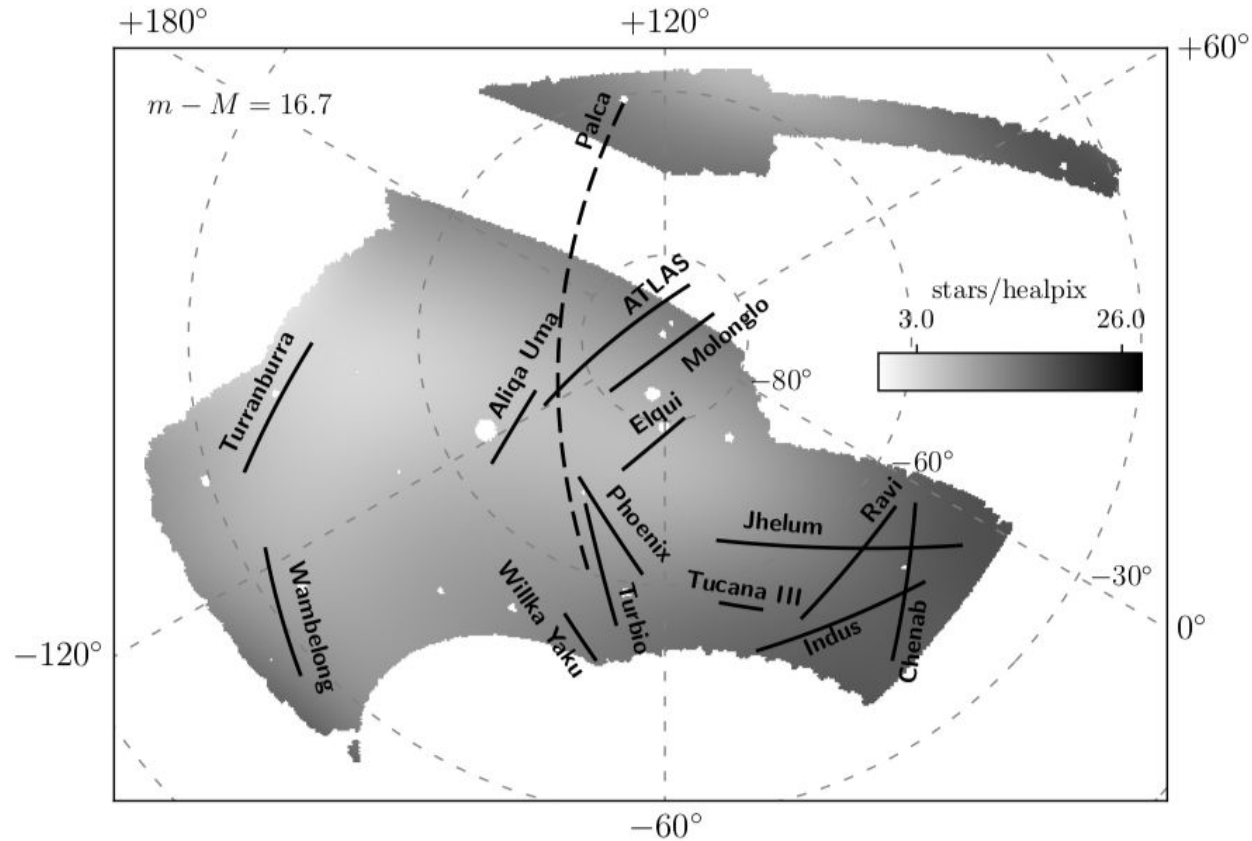 +180°
+120°
+60°
m − M = 16.7
Palca
ATLAS
stars/healpix
3.0 26.0
Molonglo
Aliqa Uma
Turranburra
−80°
Elqui
−60°
Ravi
Phoenix
Jhelum
−30°
Tucana III
Willka Yaku
Wambelong
Turbio
Indus
Chenab
0°
−120°
−60°